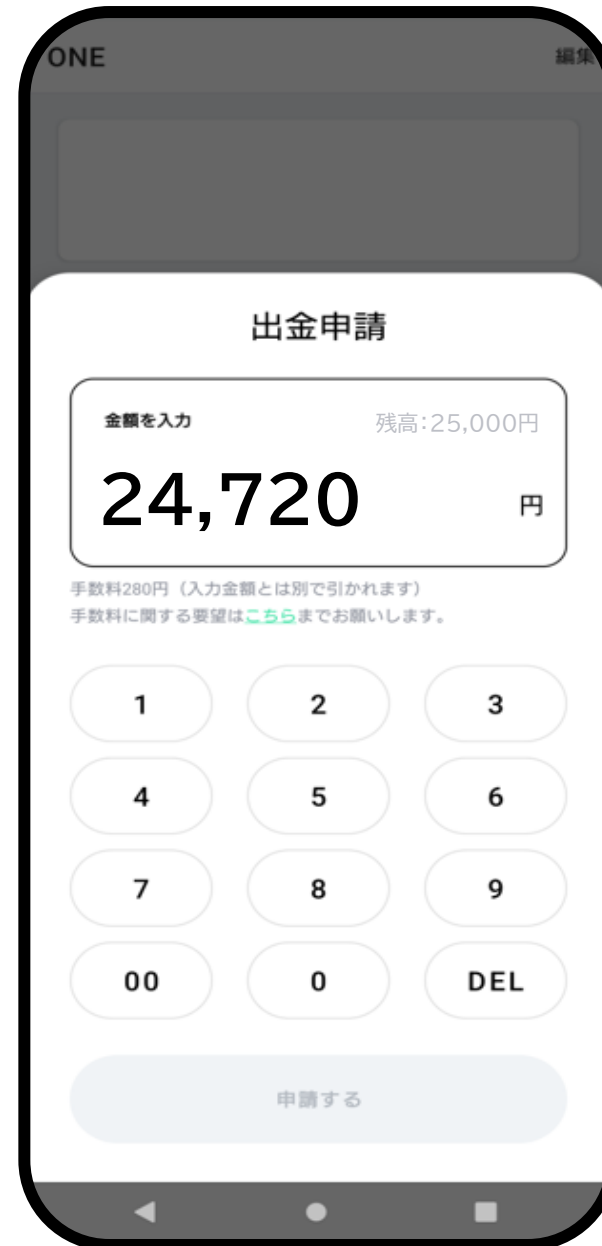 ONE
編集
出金申請
金額を入力
残高：25,000円
24,720
円
手数料280円（入力金額とは別で引かれます）
手数料に関する要望はこちらまでお願いします。
1 2 3
4 5 6
7 8 9
00 0 DEL
申請する